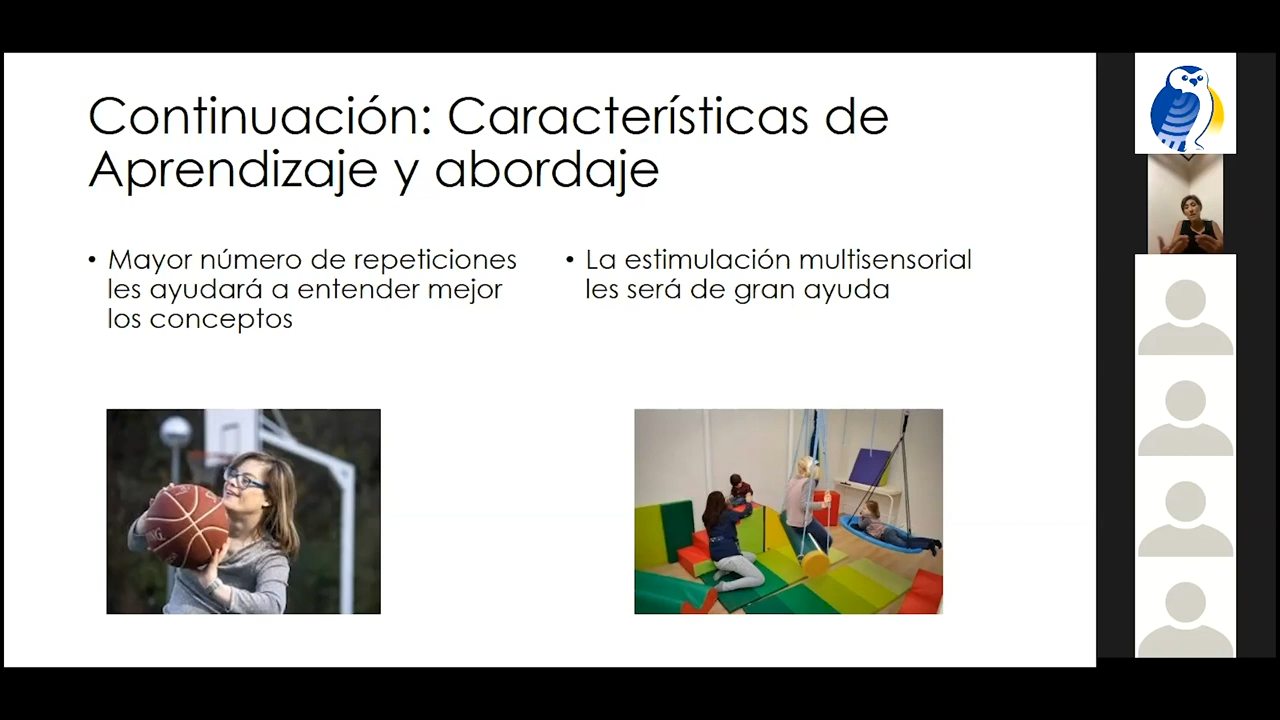 Continuación: Características de
Aprendizaje y abordaje
• Mayor número de repeticiones
les ayudará a entender mejor
los conceptos
• La estimulación multisensorial
les será de gran ayuda